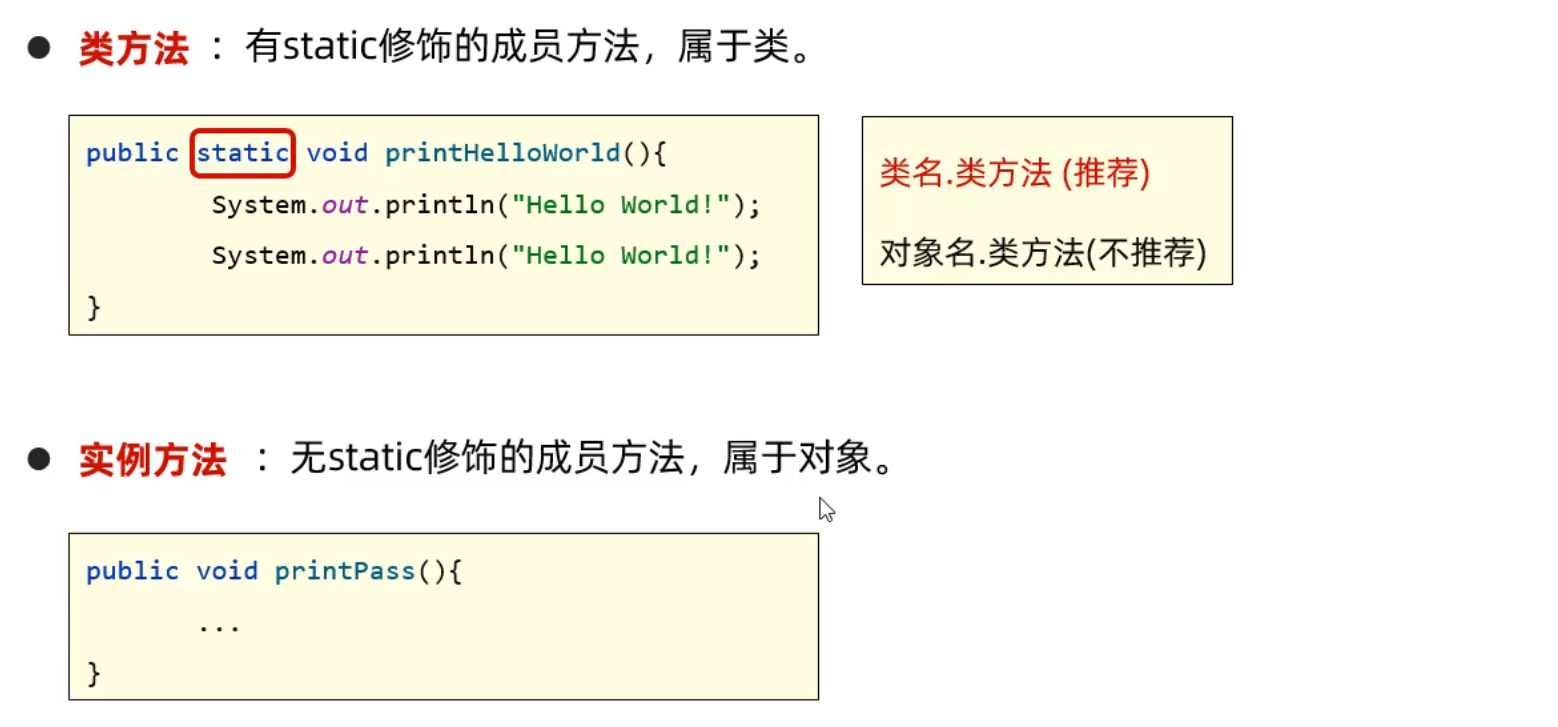 ● 类方法 ：有static修饰的成员方法，属于类。
public static void printHelloWorld(){
System.out.println("Hello World!");
System.out.println("Hello World!");
}
类名.类方法 (推荐)
对象名.类方法(不推荐)
● 实例方法 ：无static修饰的成员方法，属于对象。
public void printPass(){
...
}